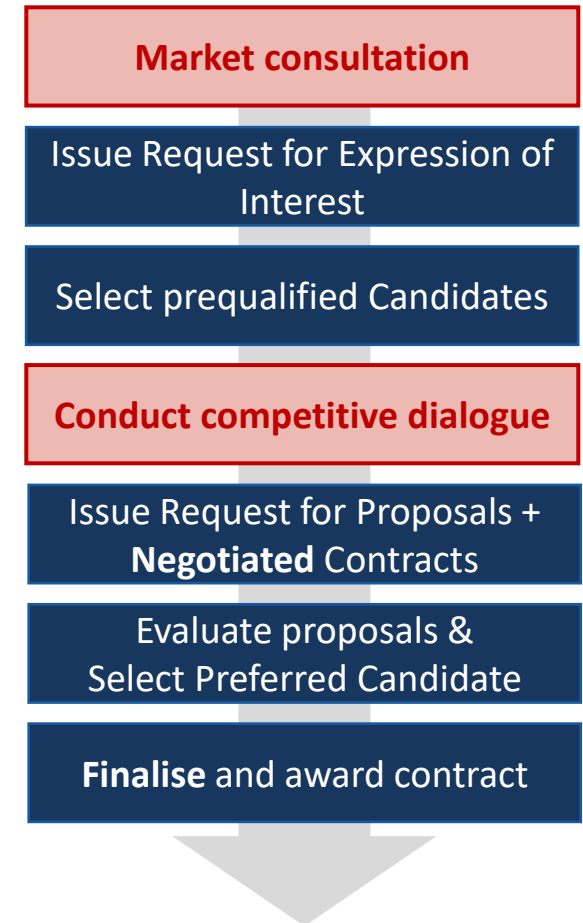 Market consultation
Issue Request for Expression of
Interest
Select prequalified Candidates
Conduct competitive dialogue
Issue Request for Proposals +
Negotiated Contracts
Evaluate proposals &
Select Preferred Candidate
Finalise and award contract